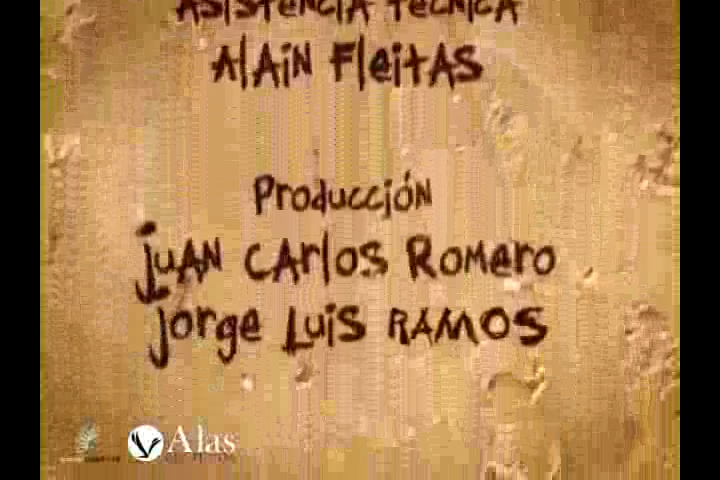 Asistencia Técnica
Alain Fleitas
Producción
Juan Carlos Romero
Jorge Luis Ramos
Alas